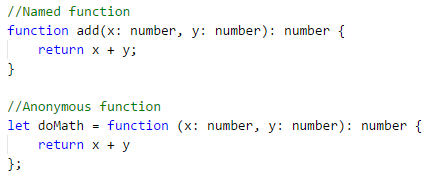 //Named function
function add(x: number, y: number): number {
    return x + y;
}
//Anonymous function
let doMath = function (x: number, y: number): number {
    return x + y
};